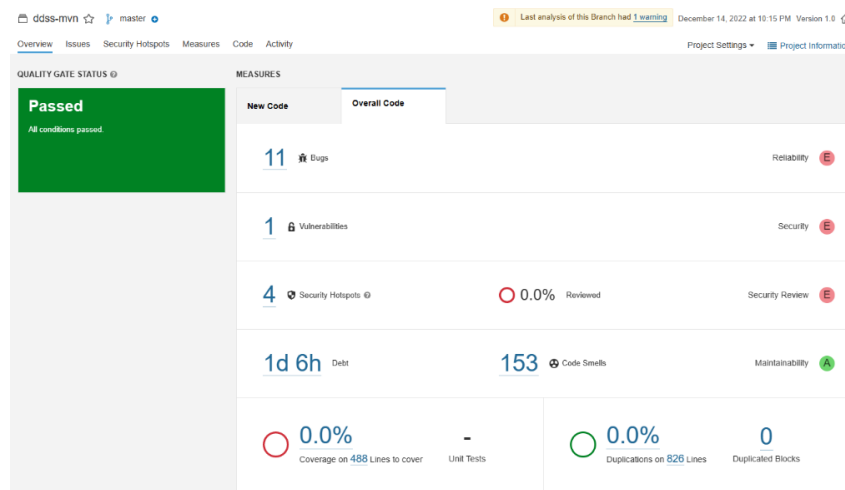 ddss-mvn master
Last analysis of this Branch had 1 warning December 14, 2022 at 10:15 PM Version 1.0
Overview Issues Security Hotspots Measures Code Activity
Project Settings Project Informatio
QUALITY GATE STATUS
MEASURES
Passed
All conditions passed.
New Code
Overall Code
11 Bugs
Reliability E
1 Vulnerabilities
Security E
4 Security Hotspots
0.0% Reviewed
Security Review E
1d 6h Debt
153 Code Smells
Maintainability A
0.0%
Coverage on 488 Lines to cover
-
Unit Tests
0.0%
Duplications on 826 Lines
0
Duplicated Blocks